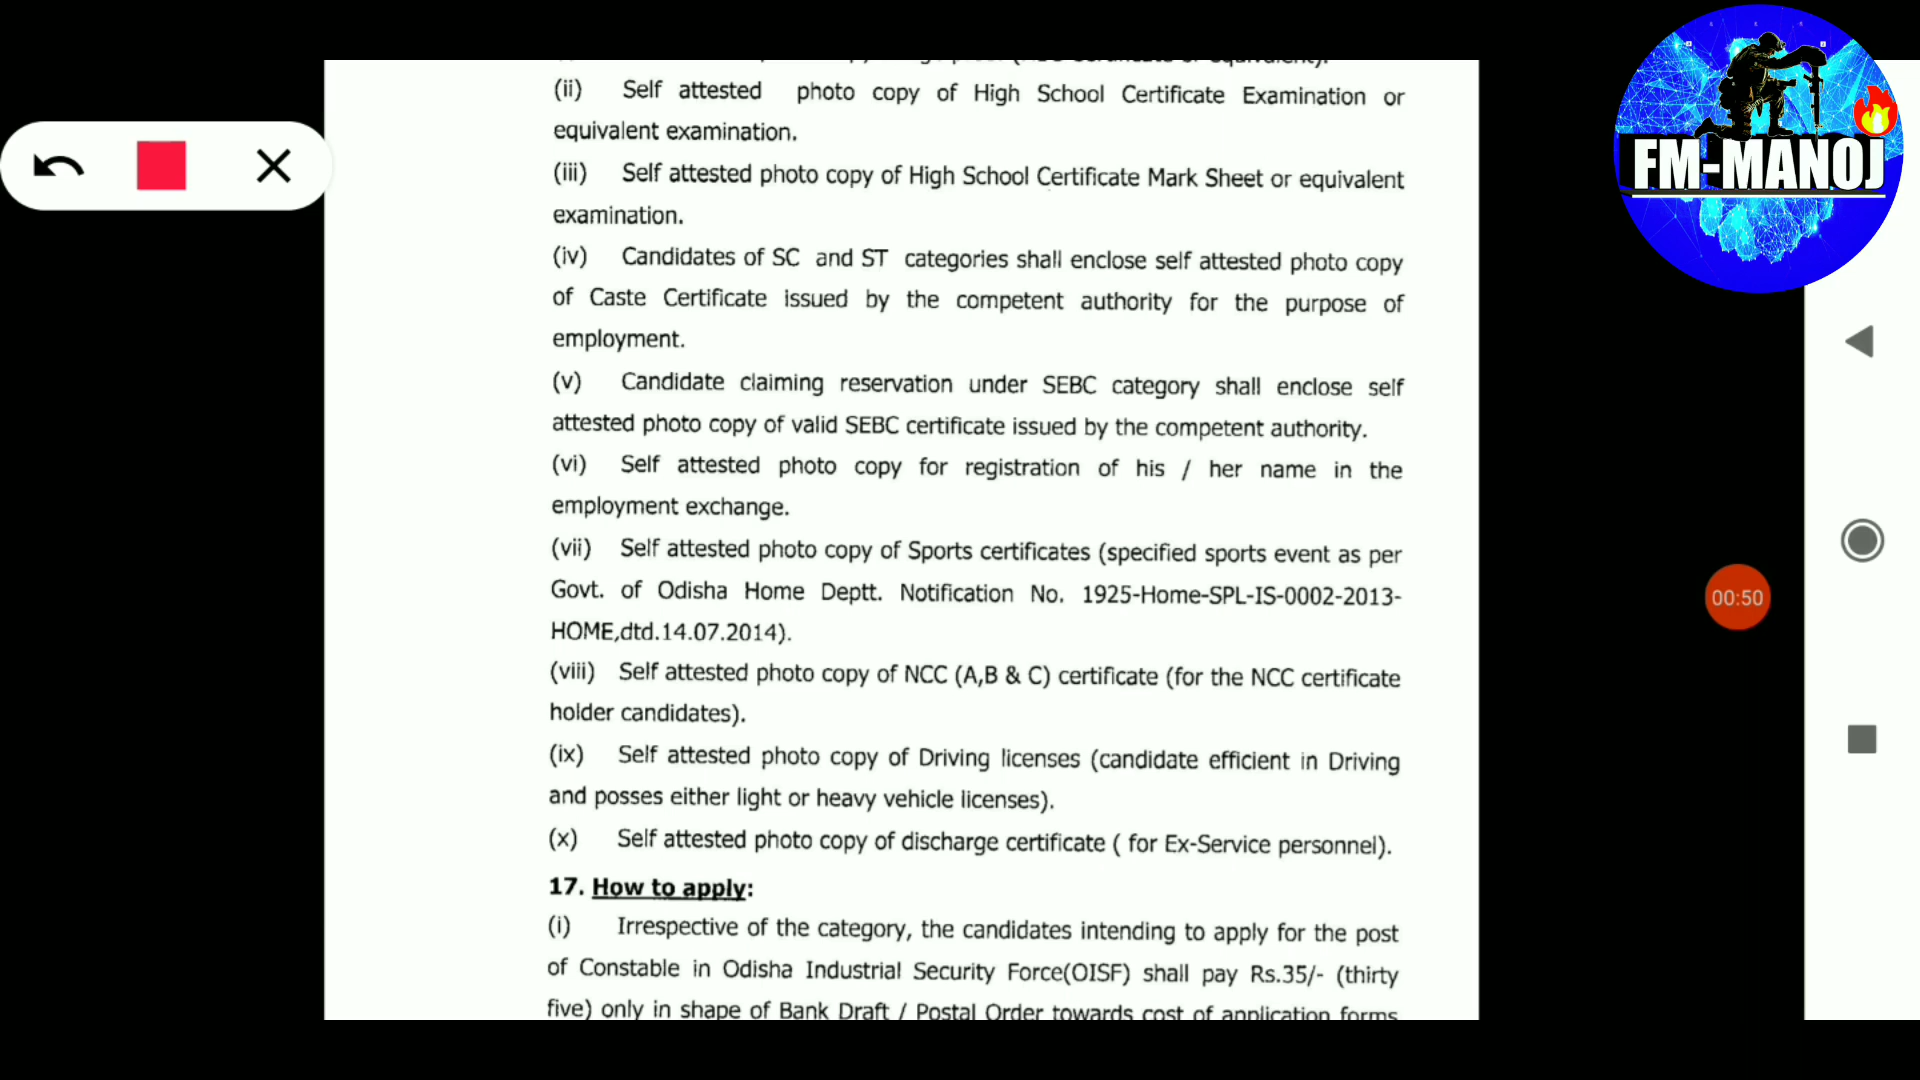 (ii) Self attested photo copy of High School Certificate Examination or
equivalent examination.
(iii) Self attested photo copy of High School Certificate Mark Sheet or equivalent
examination.
(iv) Candidates of SC and ST categories shall enclose self attested photo copy
of Caste Certificate issued by the competent authority for the purpose of
employment.
(v) Candidate claiming reservation under SEBC category shall enclose self
attested photo copy of valid SEBC certificate issued by the competent authority.
(vi) Self attested photo copy for registration of his / her name in the
employment exchange.
(vii) Self attested photo copy of Sports certificates (specified sports event as per
Govt. of Odisha Home Deptt. Notification No. 1925-Home-SPL-IS-0002-2013-
HOME,dtd.14.07.2014).
(viii) Self attested photo copy of NCC (A,B & C) certificate (for the NCC certificate
holder candidates).
(ix) Self attested photo copy of Driving licenses (candidate efficient in Driving
and posses either light or heavy vehicle licenses).
(x) Self attested photo copy of discharge certificate ( for Ex-Service personnel).
17. How to apply:
(i) Irrespective of the category, the candidates intending to apply for the post
of Constable in Odisha Industrial Security Force(OISF) shall pay Rs.35/- (thirty
five) only in shape of Bank Draft / Postal Order towards cost of application forms
FM-MANOJ
00:50